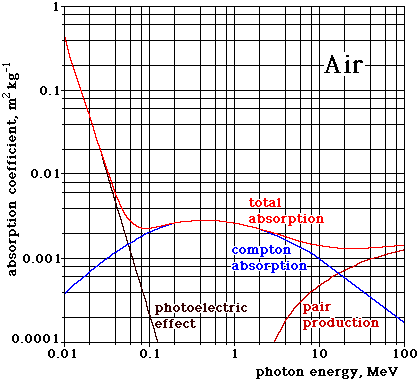 1
Air
0.1
absorption coefficient, m² kg⁻¹
0.01
total
absorption
compton
absorption
0.001
photoelectric
effect
pair
production
0.0001
0.01 0.1 1 10 100
photon energy, MeV